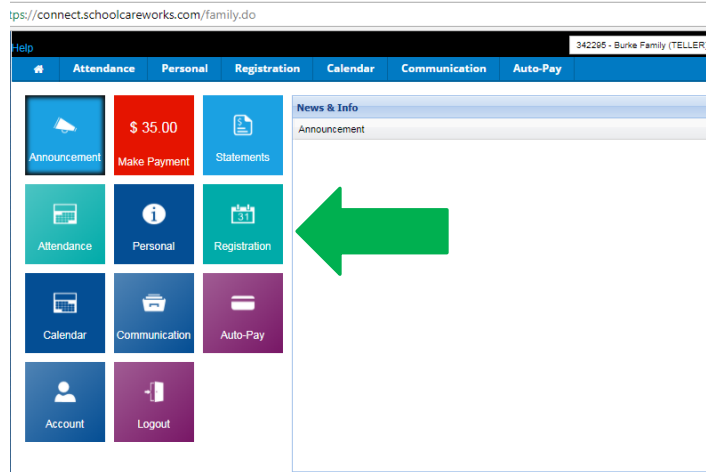 tps://connect.schoolcareworks.com/family.do
Help
342295 - Burke Family (TELLER)
Attendance Personal Registration Calendar Communication Auto-Pay
News & Info
Announcement
$ 35.00
Announcement Make Payment Statements
31
Attendance Personal Registration
Calendar Communication Auto-Pay
Account Logout